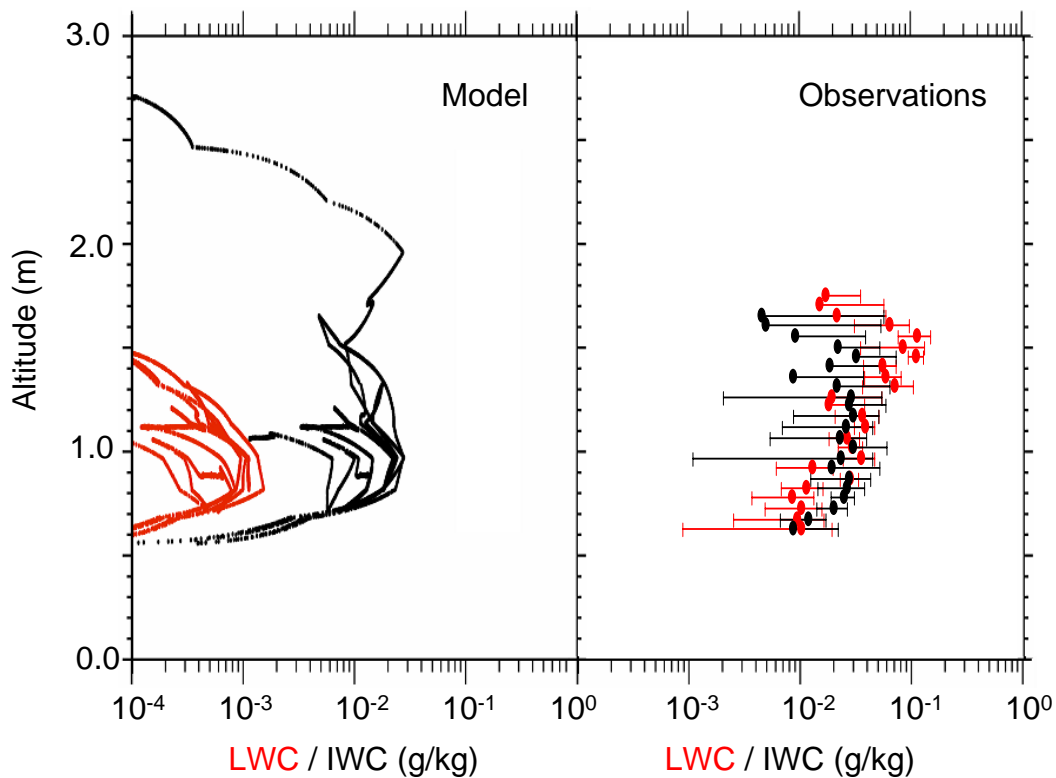 3.0
Model
Observations
2.0
Altitude (m)
1.0
0.0
10-4 10-3 10-2 10-1 100 10-3 10-2 10-1 100
LWC / IWC (g/kg) LWC / IWC (g/kg)